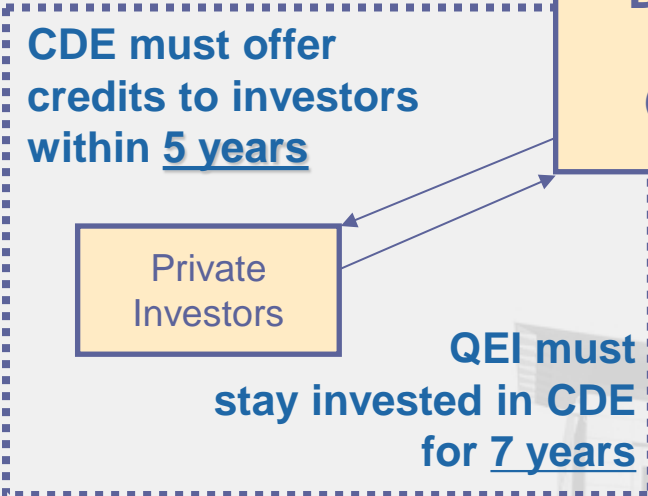 CDE must offer
credits to investors
within 5 years
Private
Investors
QEI must
stay invested in CDE
for 7 years